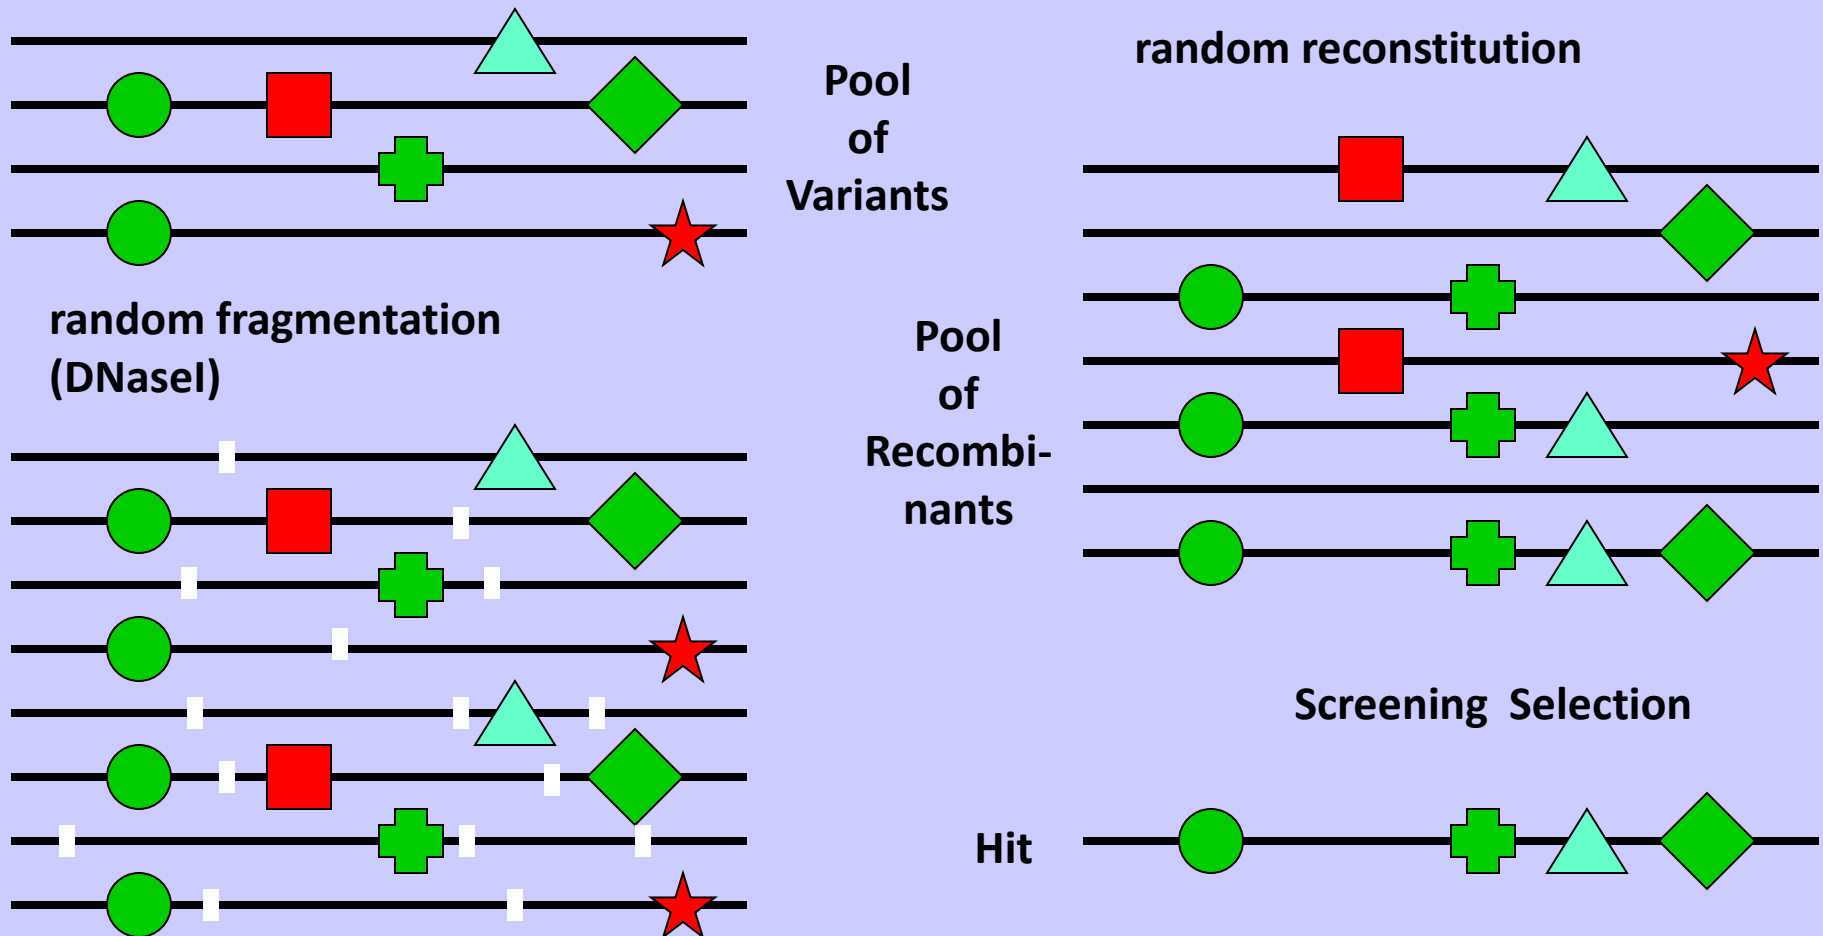 Pool
of
Variants
random fragmentation
(DNaseI)
random reconstitution
Pool
of
Recombi-
nants
Screening  Selection
Hit